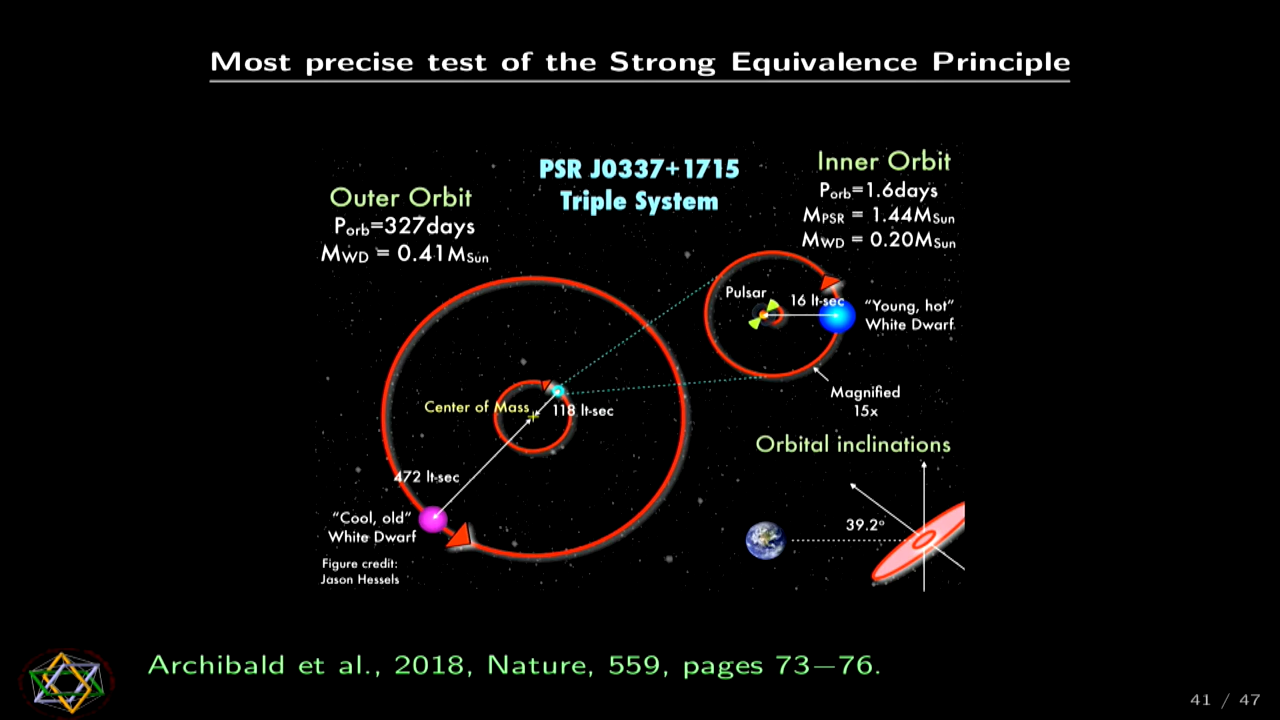 Most precise test of the Strong Equivalence Principle
PSR J0337+1715
Triple System
Outer Orbit
Porb=327days
MWD = 0.41MSun
Inner Orbit
Porb=1.6days
MPSR = 1.44MSun
MWD = 0.20MSun
Pulsar
16 lt-sec
"Young, hot"
White Dwarf
Magnified
15x
Center of Mass
118 lt-sec
472 lt-sec
"Cool, old"
White Dwarf
Orbital inclinations
39.2°
Figure credit:
Jason Hessels
Archibald et al., 2018, Nature, 559, pages 73–76.
41 / 47